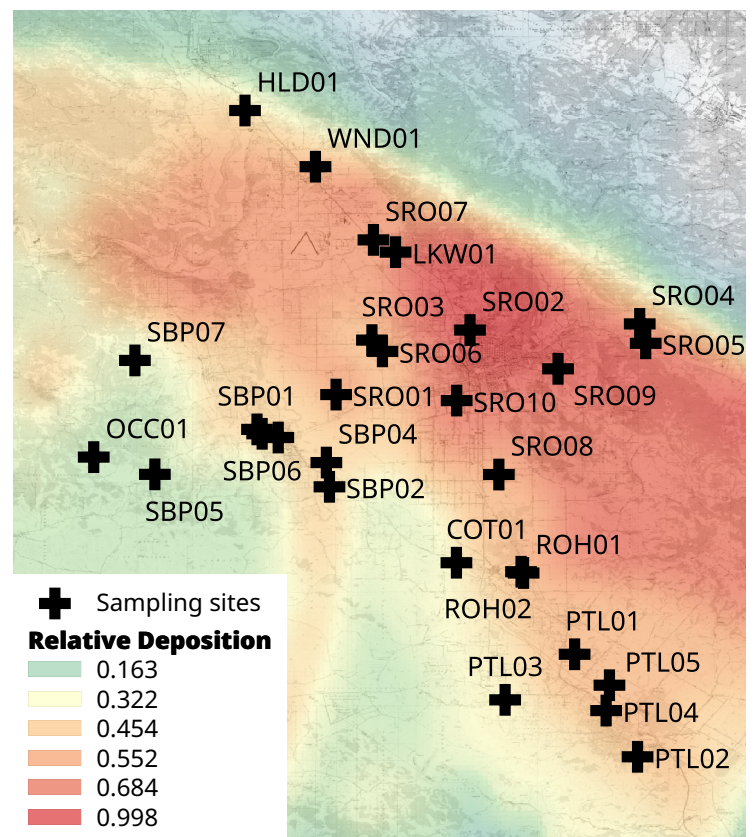 HLD01
WND01
SRO07
LKW01
SRO04
SRO02
SRO03
SBP07
SRO06
SRO05
SBP01
SRO01
SRO10
SRO09
OCC01
SBP04
SRO08
SBP06
SBP02
SBP05
COT01
ROH01
Sampling sites
ROH02
PTL01
Relative Deposition
PTL03
PTL05
0.163
0.322
PTL04
0.454
0.552
PTL02
0.684
0.998